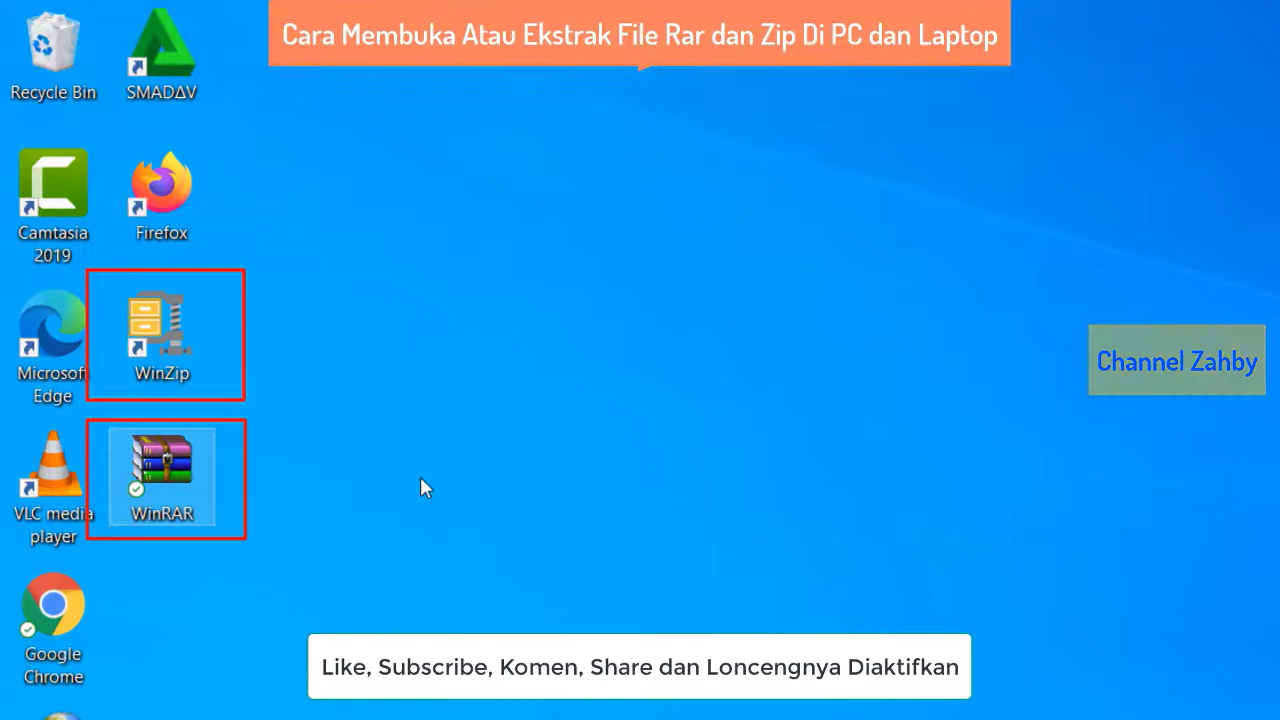 Cara Membuka Atau Ekstrak File Rar dan Zip Di PC dan Laptop
Recycle Bin
SMADΔV
Camtasia
2019
Firefox
Microsoft
Edge
WinZip
Channel Zahby
VLC media
player
WinRAR
Google
Chrome
Like, Subscribe, Komen, Share dan Loncengnya Diaktifkan